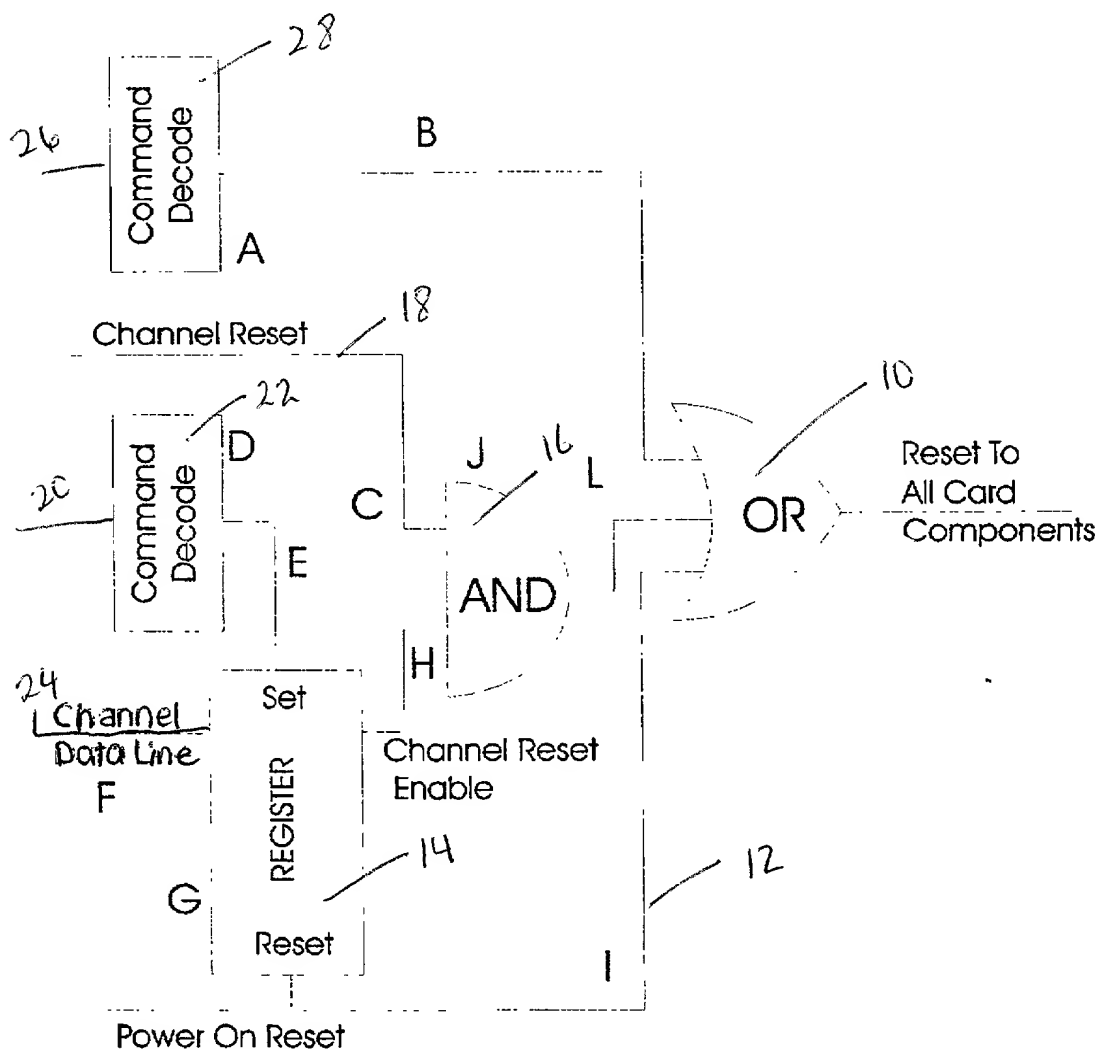 28
Command
Decode
26
B
A
Channel Reset
18
22
Command
Decode
20
D
E
C
J
16
L
10
OR
Reset To
All Card
Components
AND
H
24
Channel
Data Line
F
Set
Channel Reset
Enable
REGISTER
14
12
G
Reset
I
Power On Reset